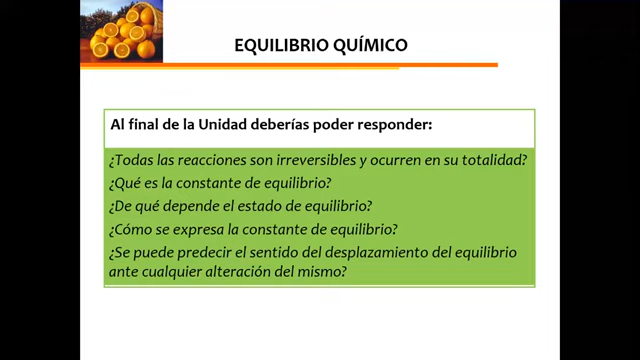 EQUILIBRIO QUÍMICO
Al final de la Unidad deberías poder responder:
¿Todas las reacciones son irreversibles y ocurren en su totalidad?
¿Qué es la constante de equilibrio?
¿De qué depende el estado de equilibrio?
¿Cómo se expresa la constante de equilibrio?
¿Se puede predecir el sentido del desplazamiento del equilibrio
ante cualquier alteración del mismo?